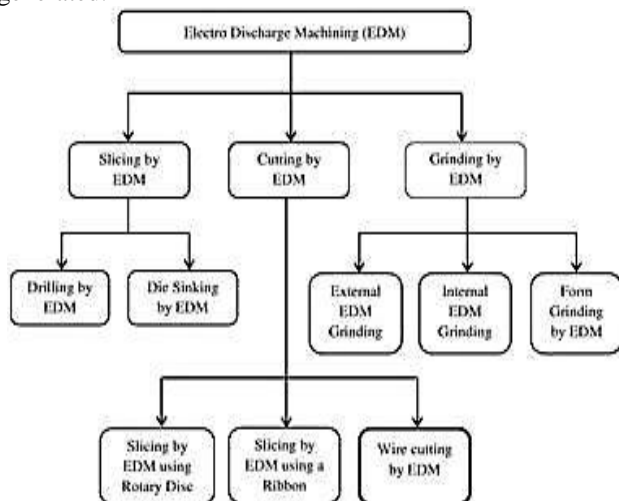 Electro Discharge Machining (EDM)
Slicing by
EDM
Cutting by
EDM
Grinding by
EDM
Drilling by
EDM
Die Sinking
by EDM
External
EDM
Grinding
Internal
EDM
Grinding
Form
Grinding
by EDM
Slicing by
EDM using
Rotary Disc
Slicing by
EDM using a
Ribbon
Wire cutting
by EDM